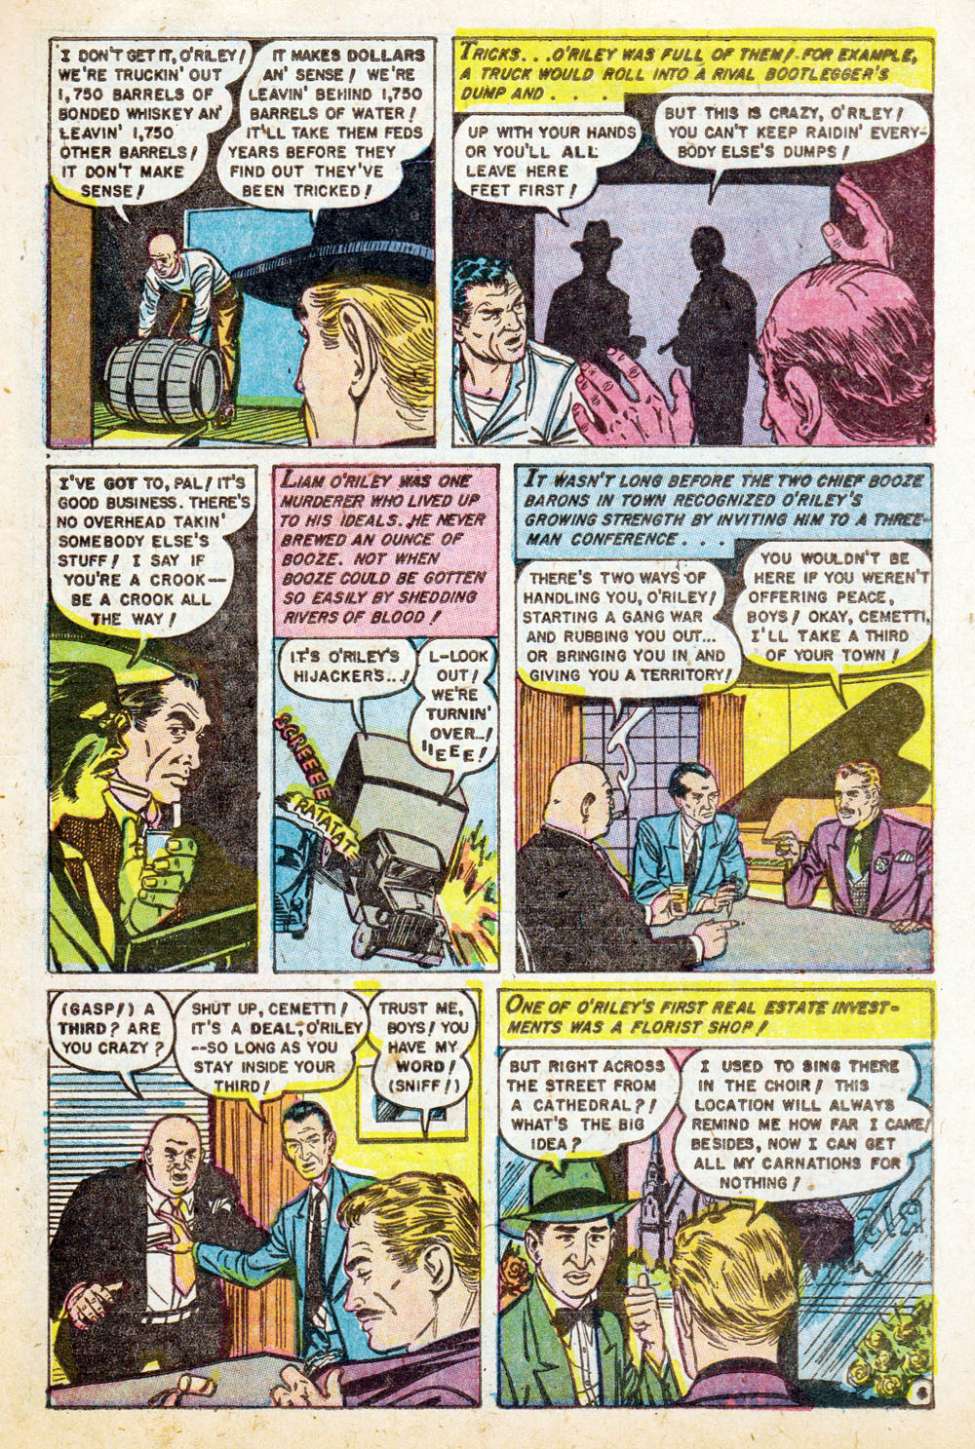 I DON'T GET IT, O'RILEY!
WE'RE TRUCKIN' OUT
1,750 BARRELS OF
BONDED WHISKEY AN'
LEAVIN' 1,750
OTHER BARRELS!
IT DON'T MAKE
SENSE!
IT MAKES DOLLARS
AN' SENSE! WE'RE
LEAVIN' BEHIND 1,750
BARRELS OF WATER!
IT'LL TAKE THEM FEDS
YEARS BEFORE THEY
FIND OUT THEY'VE
BEEN TRICKED!
TRICKS...O'RILEY WAS FULL OF THEM! FOR EXAMPLE,
A TRUCK WOULD ROLL INTO A RIVAL BOOTLEGGER'S
DUMP AND . . . .
UP WITH YOUR HANDS
OR YOU'LL ALL
LEAVE HERE
FEET FIRST!
BUT THIS IS CRAZY, O'RILEY!
YOU CAN'T KEEP RAIDIN' EVERY-
BODY ELSE'S DUMPS!
I'VE GOT TO, PAL! IT'S
GOOD BUSINESS. THERE'S
NO OVERHEAD TAKIN'
SOMEBODY ELSE'S
STUFF! I SAY IF
YOU'RE A CROOK--
BE A CROOK ALL
THE WAY!
LIAM O'RILEY WAS ONE
MURDERER WHO LIVED UP
TO HIS IDEALS. HE NEVER
BREWED AN OUNCE OF
BOOZE. NOT WHEN
BOOZE COULD BE GOTTEN
SO EASILY BY SHEDDING
RIVERS OF BLOOD!
IT'S O'RILEY'S
HIJACKERS...!
L-LOOK
OUT!
WE'RE
TURNIN'
OVER...!
IIEEE!
SCREEEE
RATATAT
IT WASN'T LONG BEFORE THE TWO CHIEF BOOZE
BARONS IN TOWN RECOGNIZED O'RILEY'S
GROWING STRENGTH BY INVITING HIM TO A THREE-
MAN CONFERENCE . . .
THERE'S TWO WAYS OF
HANDLING YOU, O'RILEY!
STARTING A GANG WAR
AND RUBBING YOU OUT...
OR BRINGING YOU IN AND
GIVING YOU A TERRITORY!
YOU WOULDN'T BE
HERE IF YOU WEREN'T
OFFERING PEACE,
BOYS! OKAY, CEMETTI,
I'LL TAKE A THIRD
OF YOUR TOWN!
(GASP!) A
THIRD? ARE
YOU CRAZY?
SHUT UP, CEMETTI!
IT'S A DEAL, O'RILEY
--SO LONG AS YOU
STAY INSIDE YOUR
THIRD!
TRUST ME,
BOYS! YOU
HAVE MY
WORD!
(SNIFF!)
ONE OF O'RILEY'S FIRST REAL ESTATE INVEST-
MENTS WAS A FLORIST SHOP!
BUT RIGHT ACROSS
THE STREET FROM
A CATHEDRAL?!
WHAT'S THE BIG
IDEA?
I USED TO SING THERE
IN THE CHOIR! THIS
LOCATION WILL ALWAYS
REMIND ME HOW FAR I CAME!
BESIDES, NOW I CAN GET
ALL MY CARNATIONS FOR
NOTHING!